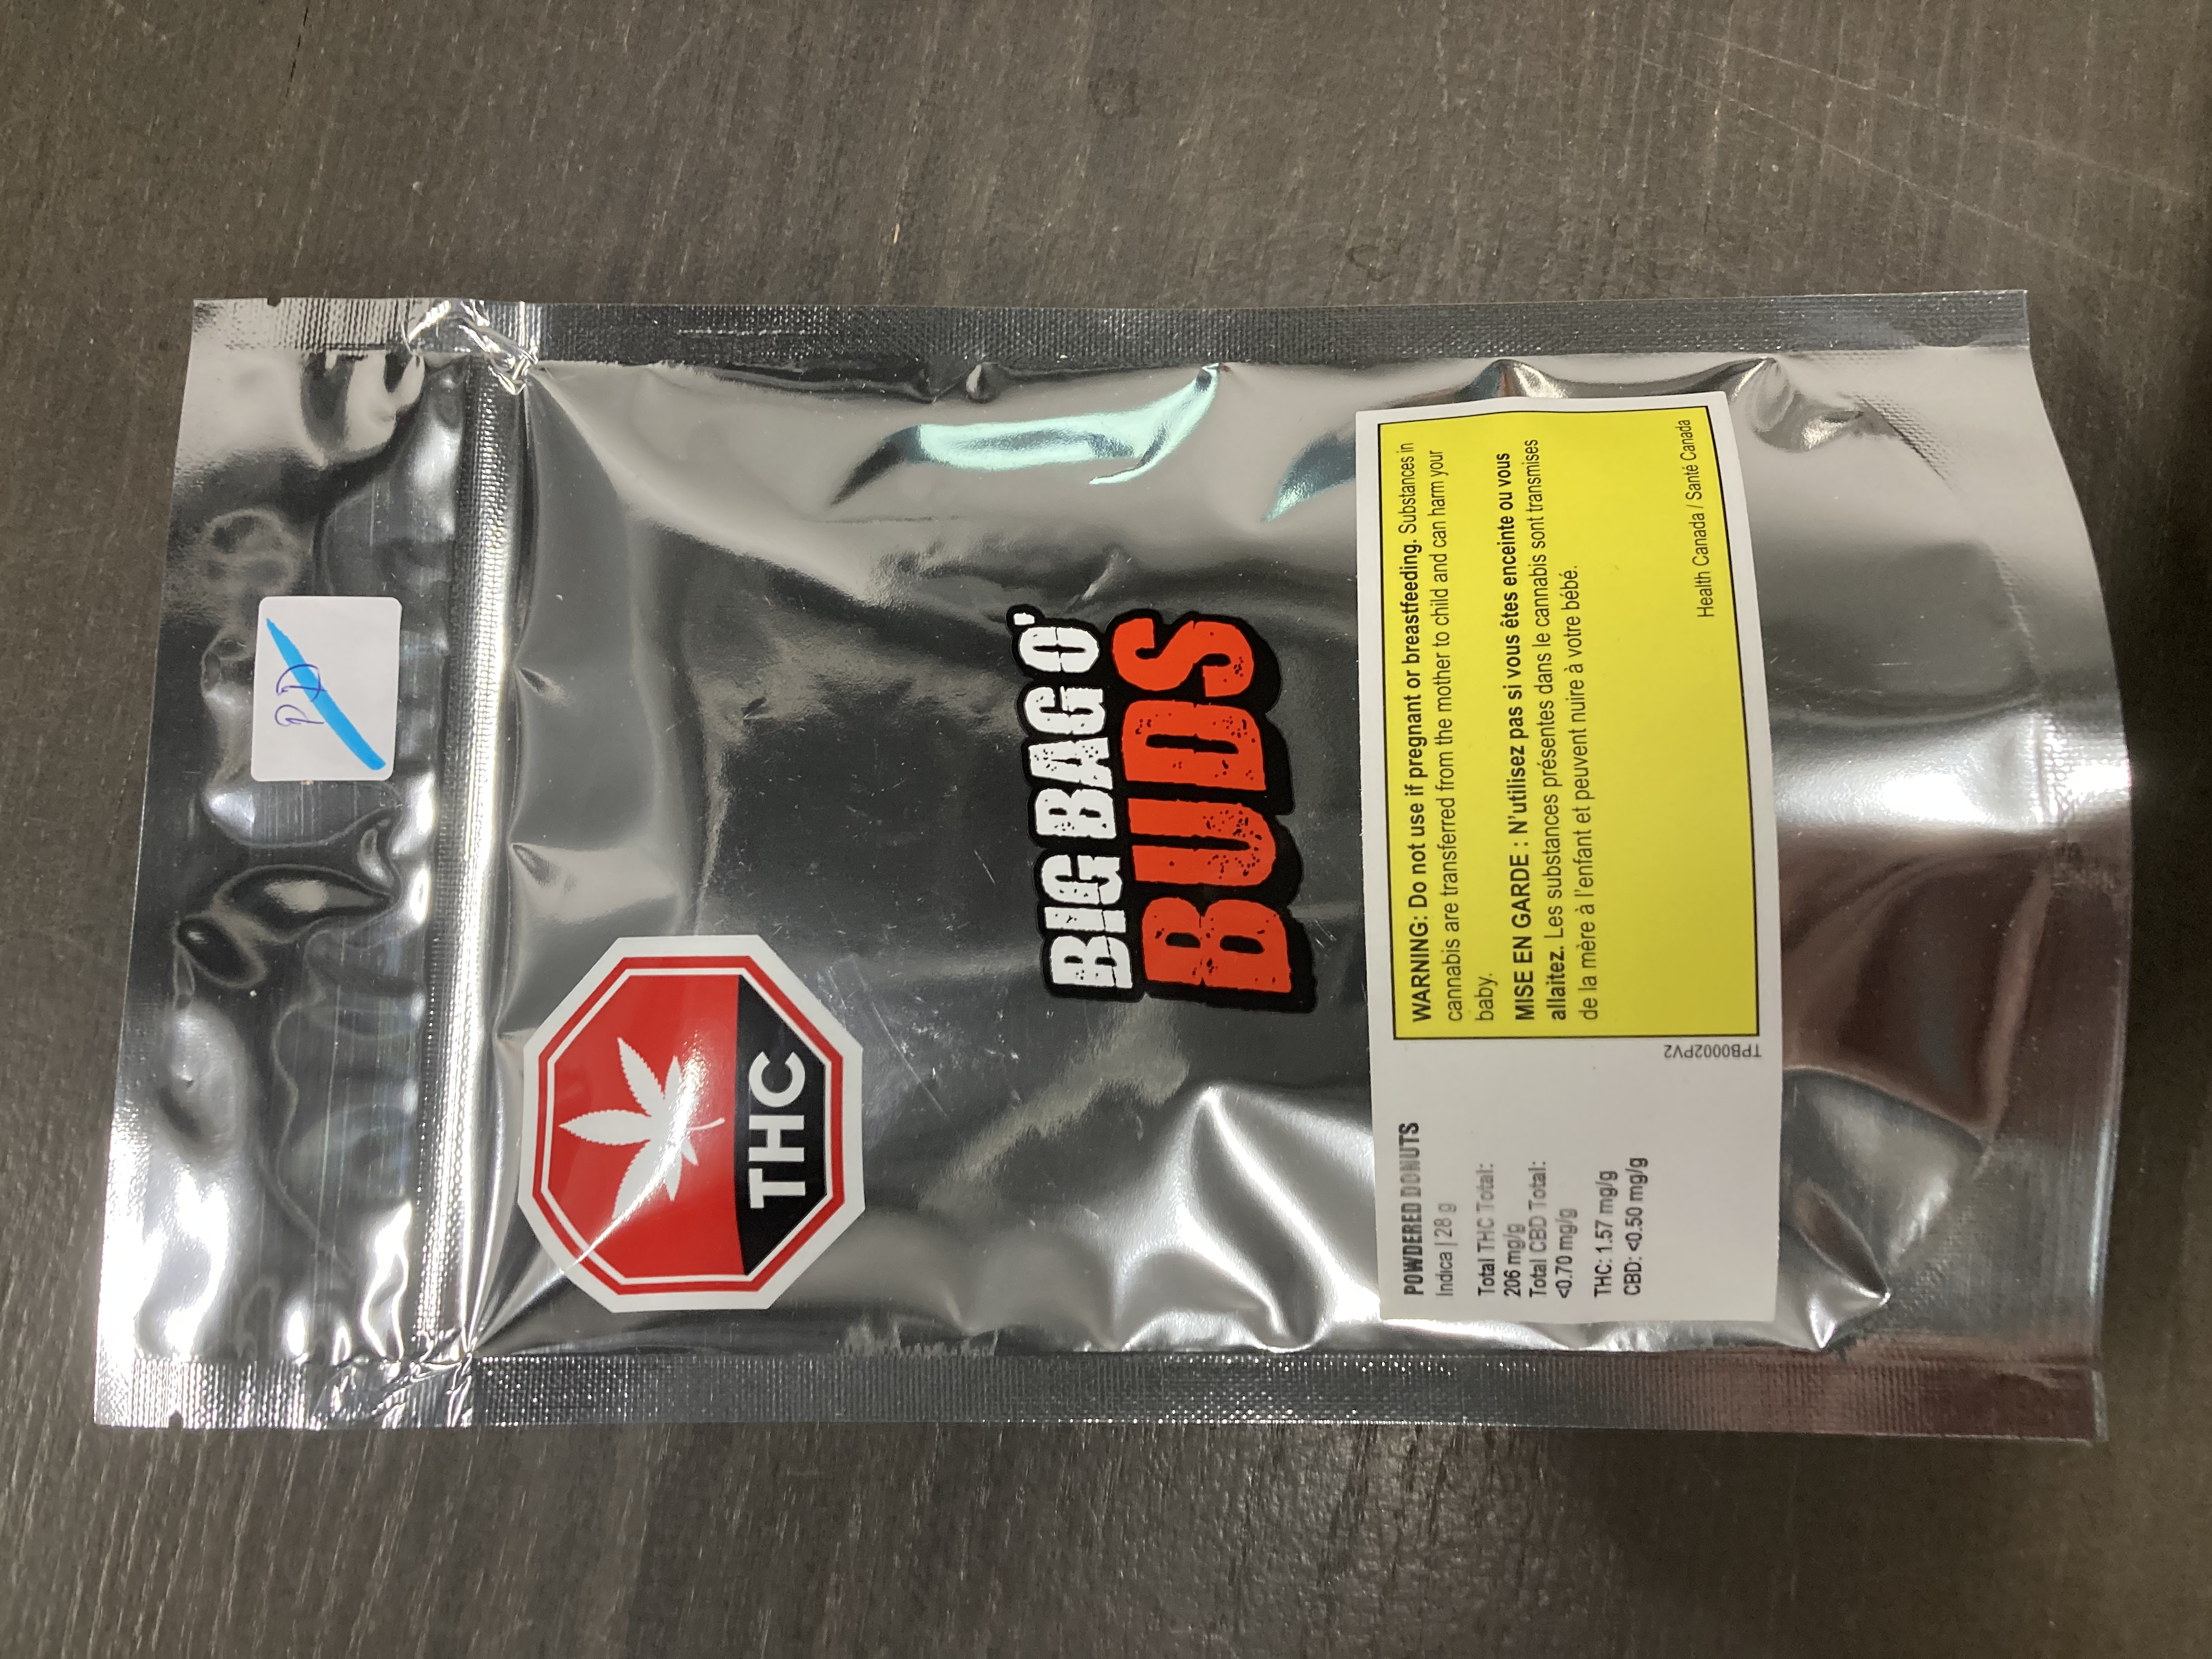 PD
THC
BIG BAG O'
BUDS
POWDERED DONUTS
Indica | 28 g
Total THC Total:
206 mg/g
Total CBD Total:
<0.70 mg/g
THC: 1.57 mg/g
CBD: <0.50 mg/g
TPB0002PV2
WARNING: Do not use if pregnant or breastfeeding. Substances in
cannabis are transferred from the mother to child and can harm your
baby.
MISE EN GARDE : N'utilisez pas si vous êtes enceinte ou vous
allaitez. Les substances présentes dans le cannabis sont transmises
de la mère à l'enfant et peuvent nuire à votre bébé.
Health Canada / Santé Canada